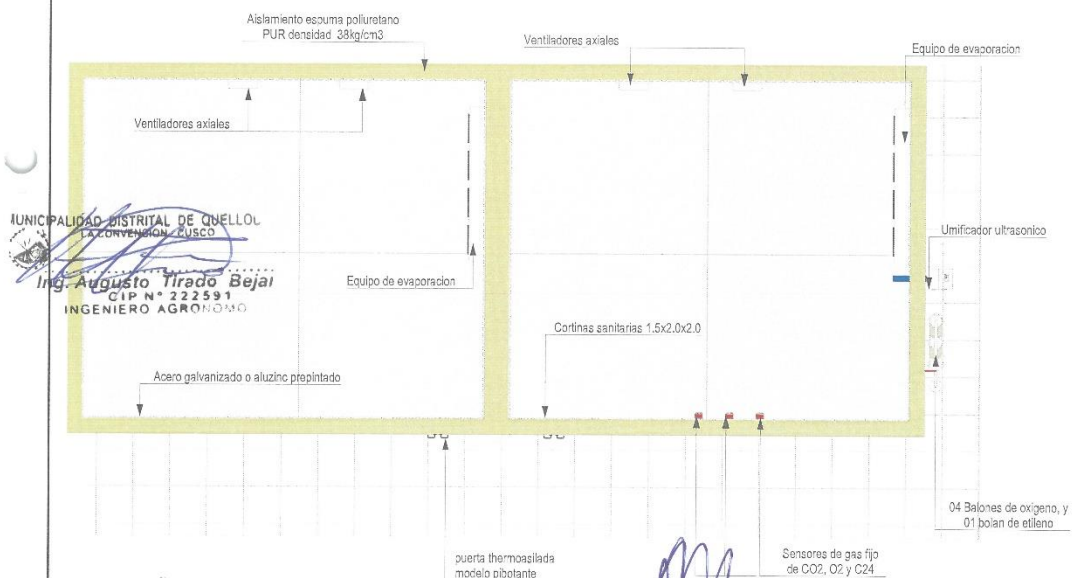 Aislamiento espuma poliuretano
PUR densidad 38kg/cm3
Ventiladores axiales
Equipo de evaporacion
Ventiladores axiales
MUNICIPALIDAD DISTRITAL DE QUELLO
LA CONVENCION - CUSCO
Ing. Augusto Tirado Bejar
CIP N° 222591
INGENIERO AGRONOMO
Umificador ultrasonico
Equipo de evaporacion
Cortinas sanitarias 1.5x2.0x2.0
Acero galvanizado o aluzinc prepintado
04 Balones de oxigeno, y
01 bolan de etileno
puerta thermoasilada
modelo pibotante
Sensores de gas fijo
de CO2, O2 y C24